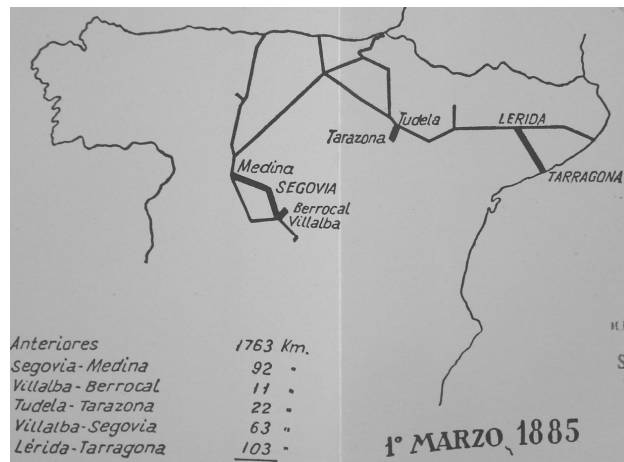 Tudela
LERIDA
Tarazona
Medina
TARRAGONA
SEGOVIA
Berrocal
Villalba
Anteriores 1763 Km.
Segovia-Medina 92 "
Villalba-Berrocal 11 "
Tudela-Tarazona 22 "
Villalba-Segovia 63 "
Lérida-Tarragona 103 "
1º MARZO, 1885